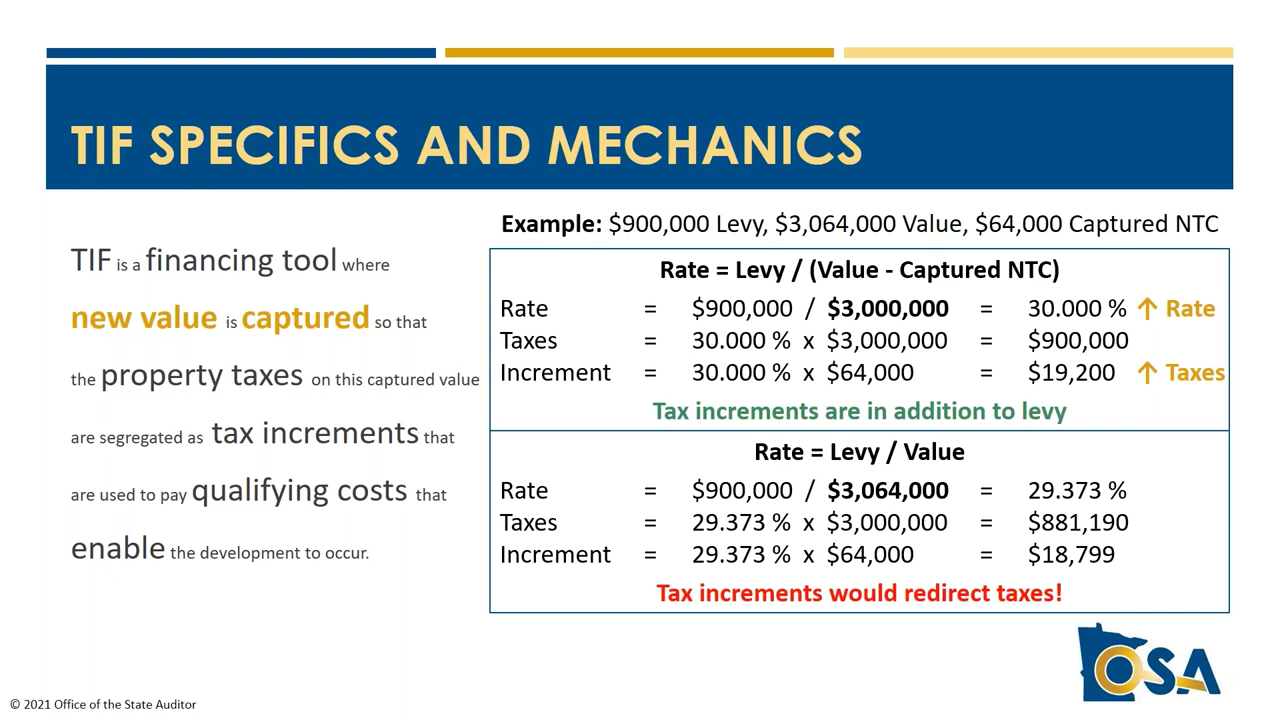 TIF SPECIFICS AND MECHANICS
TIF is a financing tool where
new value is captured so that
the property taxes on this captured value
are segregated as tax increments that
are used to pay qualifying costs that
enable the development to occur.
Example: $900,000 Levy, $3,064,000 Value, $64,000 Captured NTC
Rate = Levy / (Value - Captured NTC)
Rate = $900,000 / $3,000,000 = 30.000 % ↑ Rate
Taxes = 30.000 % x $3,000,000 = $900,000
Increment = 30.000 % x $64,000 = $19,200 ↑ Taxes
Tax increments are in addition to levy
Rate = Levy / Value
Rate = $900,000 / $3,064,000 = 29.373 %
Taxes = 29.373 % x $3,000,000 = $881,190
Increment = 29.373 % x $64,000 = $18,799
Tax increments would redirect taxes!
OSA
© 2021 Office of the State Auditor